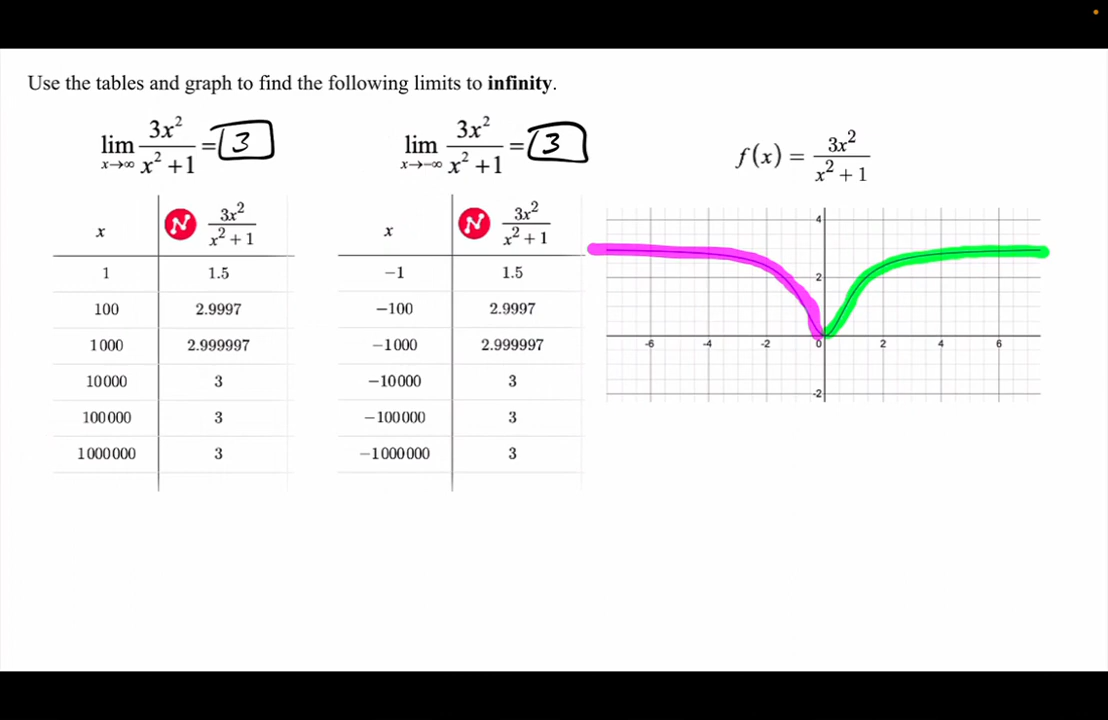 Use the tables and graph to find the following limits to infinity.
lim x→∞ 3x² / x² + 1 = 3
lim x→−∞ 3x² / x² + 1 = 3
f(x) = 3x² / x² + 1
x 3x² / x² + 1
1 1.5
100 2.9997
1000 2.999997
10000 3
100000 3
1000000 3
x 3x² / x² + 1
−1 1.5
−100 2.9997
−1000 2.999997
−10000 3
−100000 3
−1000000 3
4
2
-6 -4 -2 0 2 4 6
-2